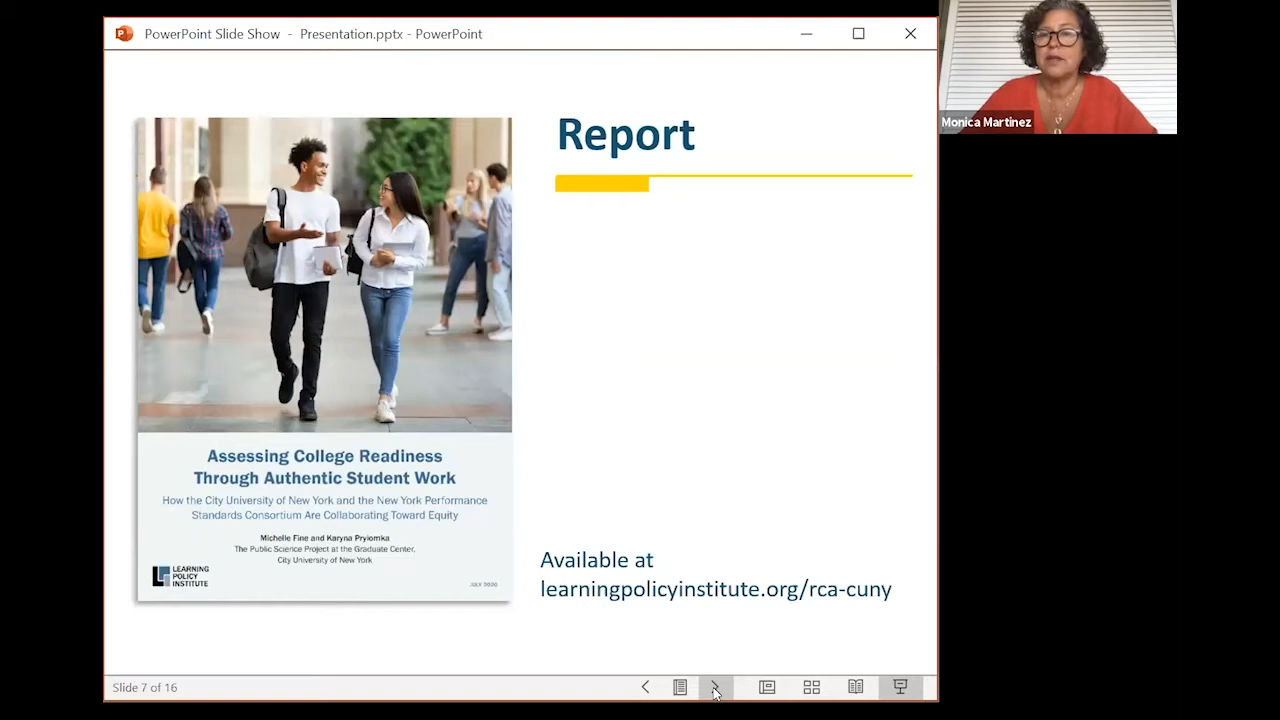 PowerPoint Slide Show - Presentation.pptx - PowerPoint
Monica Martinez
Report
Assessing College Readiness
Through Authentic Student Work
How the City University of New York and the New York Performance
Standards Consortium Are Collaborating Toward Equity
Michelle Fine and Karyna Pryiomka
The Public Science Project at the Graduate Center,
City University of New York
LEARNING
POLICY
INSTITUTE
JULY 2020
Available at
learningpolicyinstitute.org/rca-cuny
Slide 7 of 16